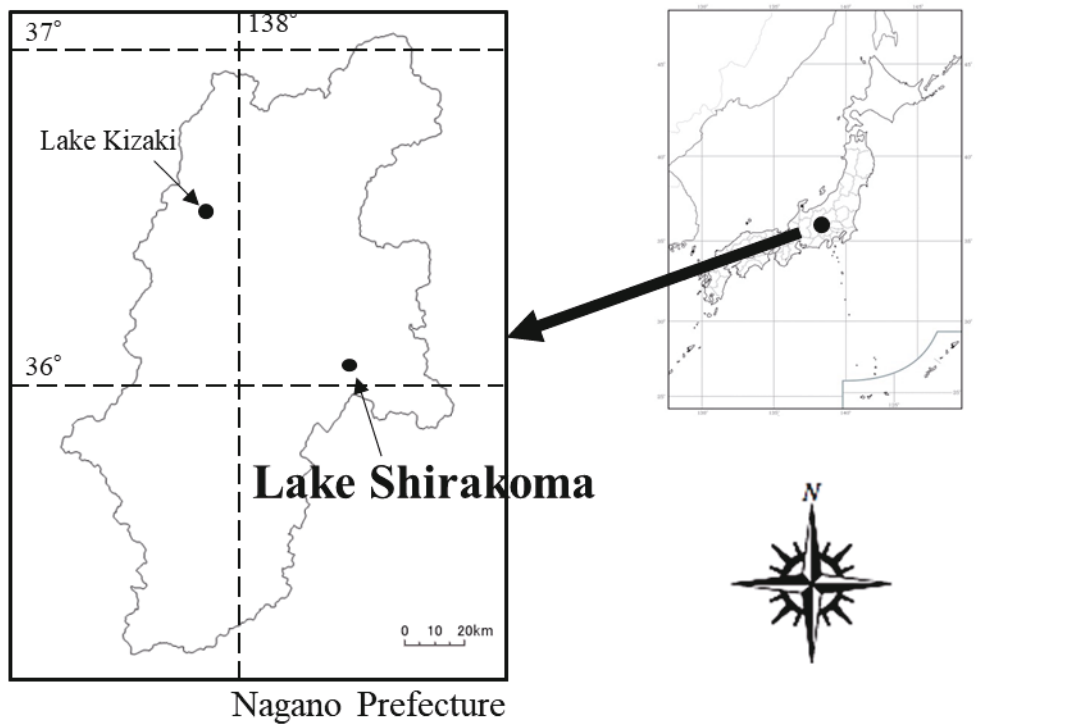 37°
138°
Lake Kizaki
36°
Lake Shirakoma
0 10 20km
Nagano Prefecture
N